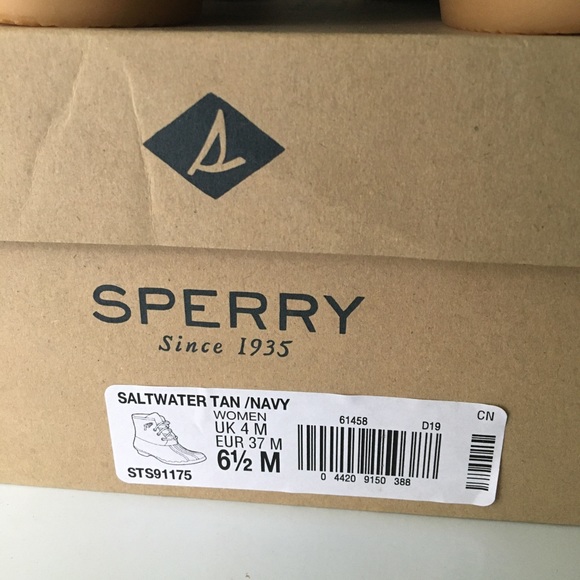 SPERRY
Since 1935
SALTWATER TAN /NAVY
WOMEN
UK 4 M
EUR 37 M
6½ M
STS91175
61458
D19
0 4420 9150 388
CN